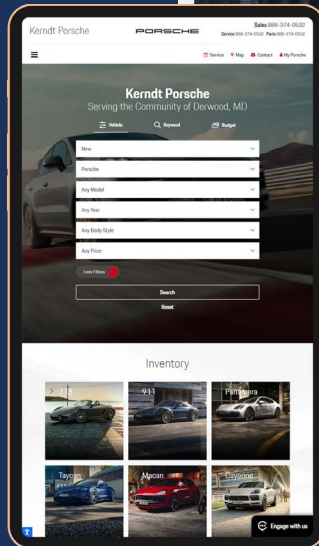 Kerndt Porsche
PORSCHE
Sales 888-374-0532
Service 888-374-0532 Parts 888-374-0532
Service Map Contact My Porsche
Kerndt Porsche
Serving the Community of Derwood, MD
Vehicle Keyword Budget
New
Porsche
Any Model
Any Year
Any Body Style
Any Price
Less Filters
Search
Reset
Inventory
718 911 Panamera
Taycan Macan Cayenne
Engage with us